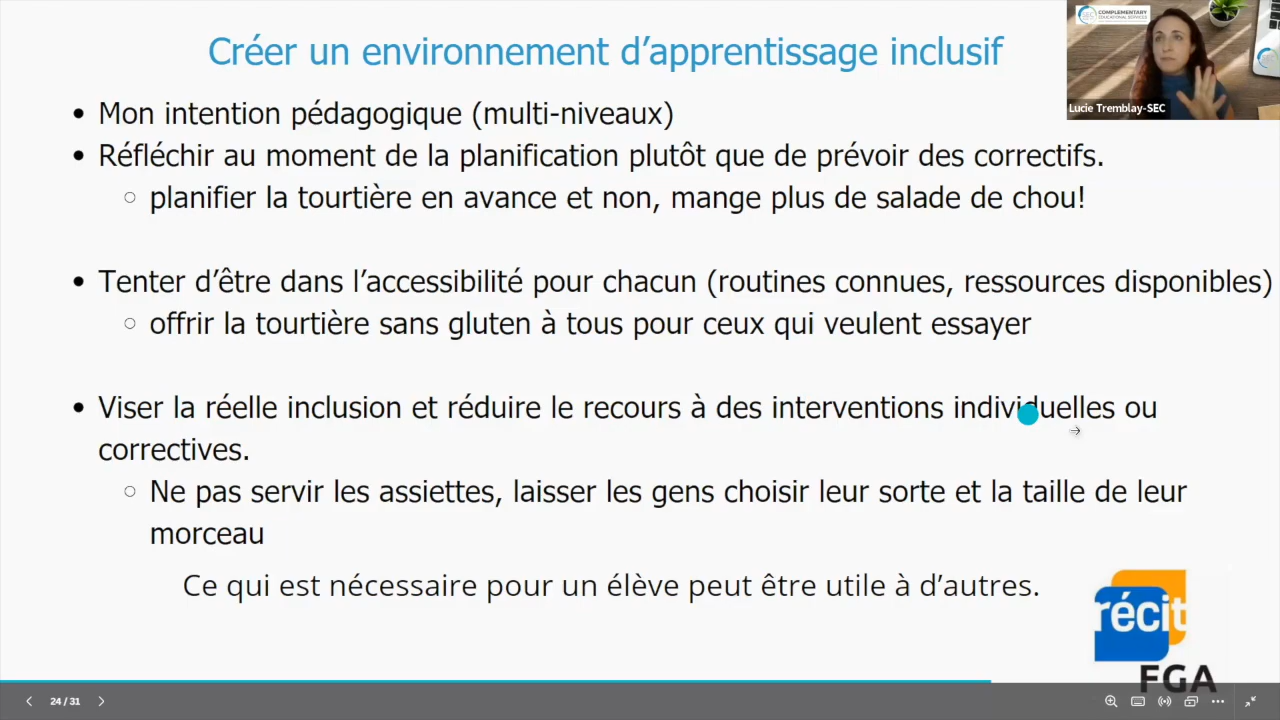 Créer un environnement d’apprentissage inclusif
COMPLEMENTARY
EDUCATIONAL SERVICES
Lucie Tremblay-SEC
• Mon intention pédagogique (multi-niveaux)
• Réfléchir au moment de la planification plutôt que de prévoir des correctifs.
○ planifier la tourtière en avance et non, mange plus de salade de chou!
• Tenter d’être dans l’accessibilité pour chacun (routines connues, ressources disponibles)
○ offrir la tourtière sans gluten à tous pour ceux qui veulent essayer
• Viser la réelle inclusion et réduire le recours à des interventions individuelles ou
correctives.
○ Ne pas servir les assiettes, laisser les gens choisir leur sorte et la taille de leur
morceau
Ce qui est nécessaire pour un élève peut être utile à d’autres.
récit
FGA
24 / 31